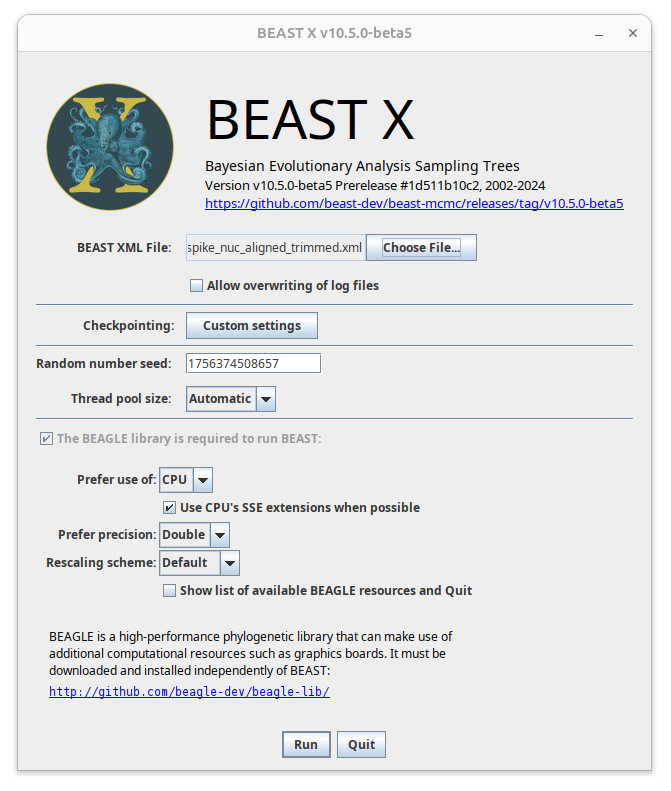 BEAST X v10.5.0-beta5
X
BEAST X
Bayesian Evolutionary Analysis Sampling Trees
Version v10.5.0-beta5 Prerelease #1d511b10c2, 2002-2024
https://github.com/beast-dev/beast-mcmc/releases/tag/v10.5.0-beta5
BEAST XML File: spike_nuc_aligned_trimmed.xml Choose File...
Allow overwriting of log files
Checkpointing: Custom settings
Random number seed: 1756374508657
Thread pool size: Automatic
The BEAGLE library is required to run BEAST:
Prefer use of: CPU
Use CPU's SSE extensions when possible
Prefer precision: Double
Rescaling scheme: Default
Show list of available BEAGLE resources and Quit
BEAGLE is a high-performance phylogenetic library that can make use of
additional computational resources such as graphics boards. It must be
downloaded and installed independently of BEAST:
http://github.com/beagle-dev/beagle-lib/
Run Quit